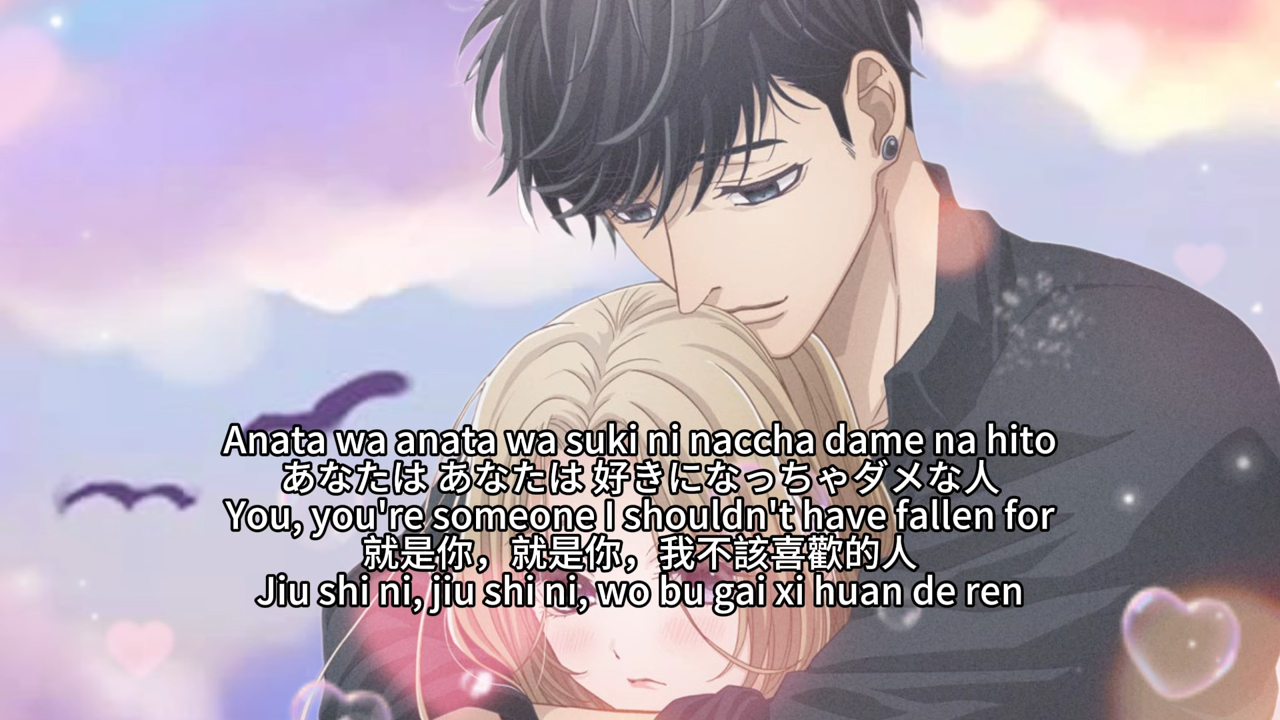 Anata wa anata wa suki ni naccha dame na hito
あなたは あなたは 好きになっちゃダメな人
You, you're someone I shouldn't have fallen for
就是你，就是你，我不該喜歡的人
Jiu shi ni, jiu shi ni, wo bu gai xi huan de ren